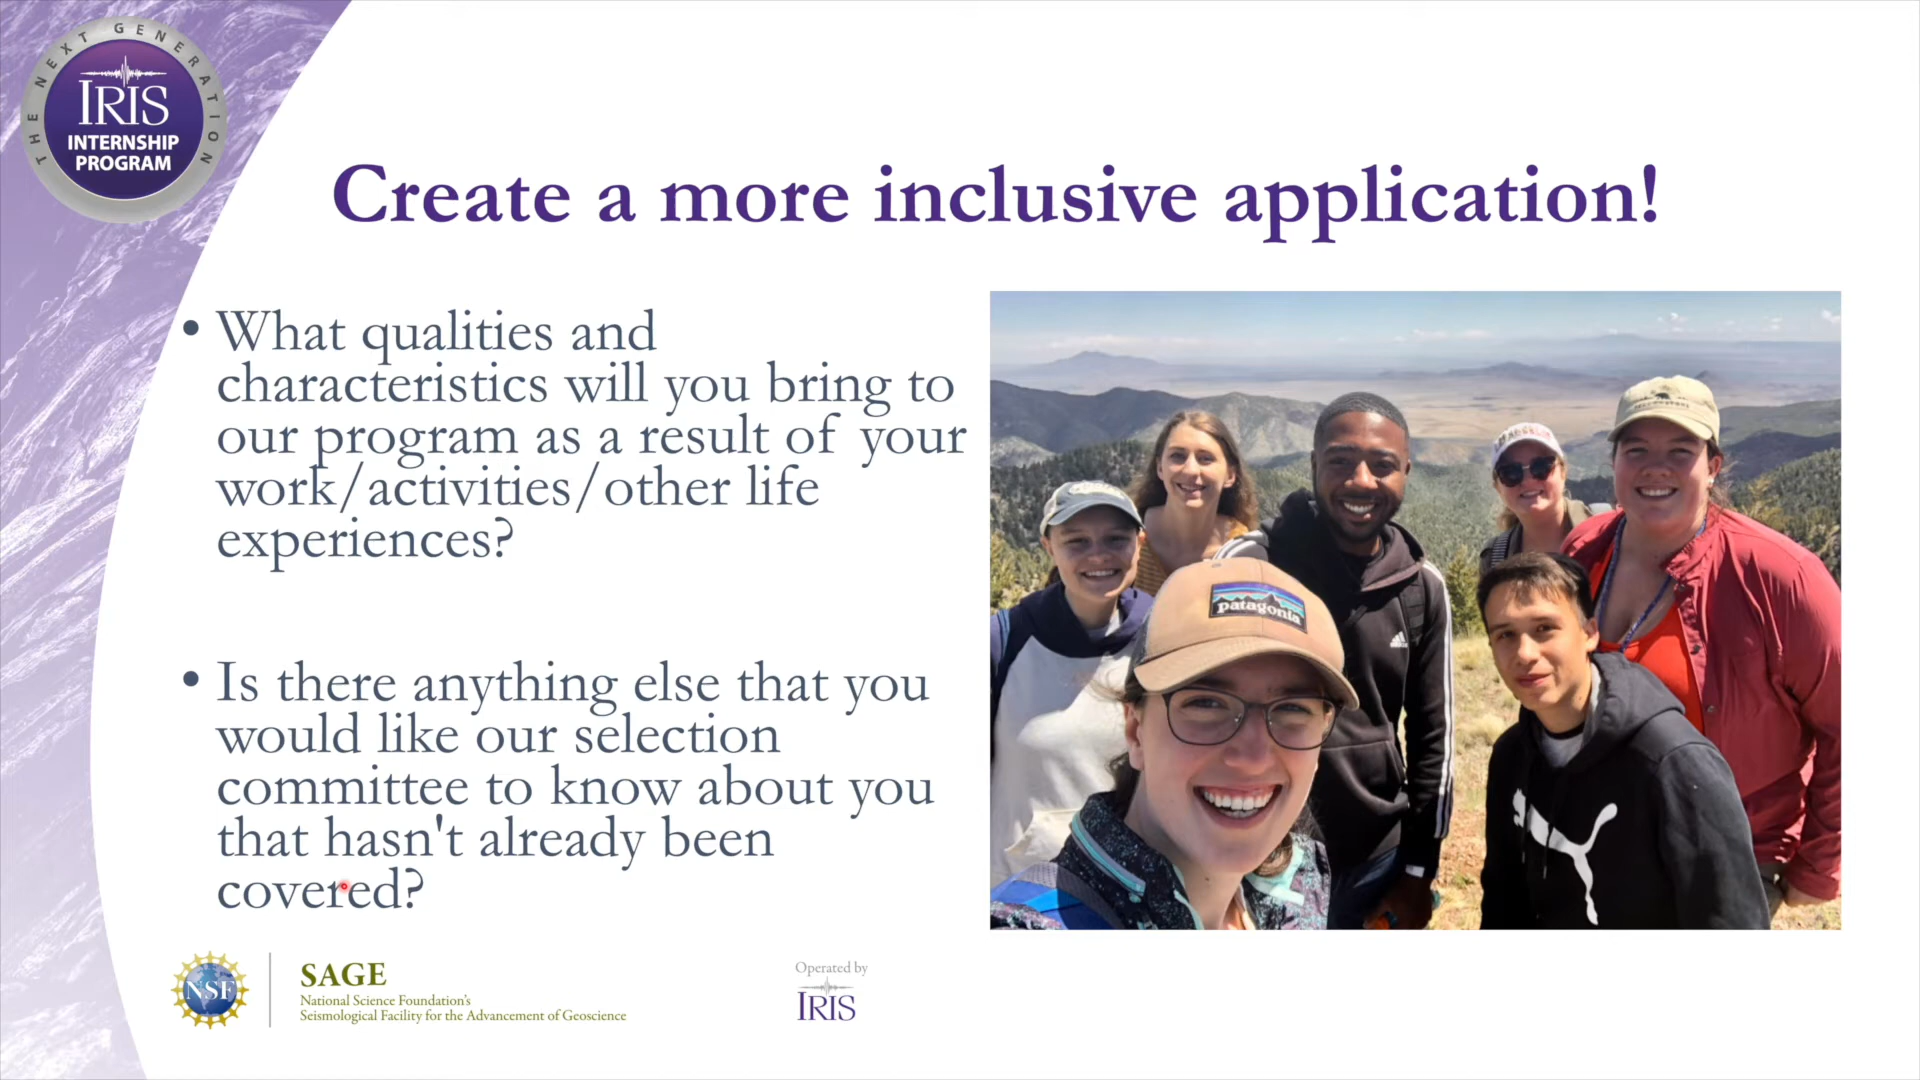 THE NEXT GENERATION
IRIS
INTERNSHIP
PROGRAM
Create a more inclusive application!
• What qualities and
characteristics will you bring to
our program as a result of your
work/activities/other life
experiences?
• Is there anything else that you
would like our selection
committee to know about you
that hasn't already been
covered?
patagonia
NSF
SAGE
National Science Foundation's
Seismological Facility for the Advancement of Geoscience
Operated by
IRIS